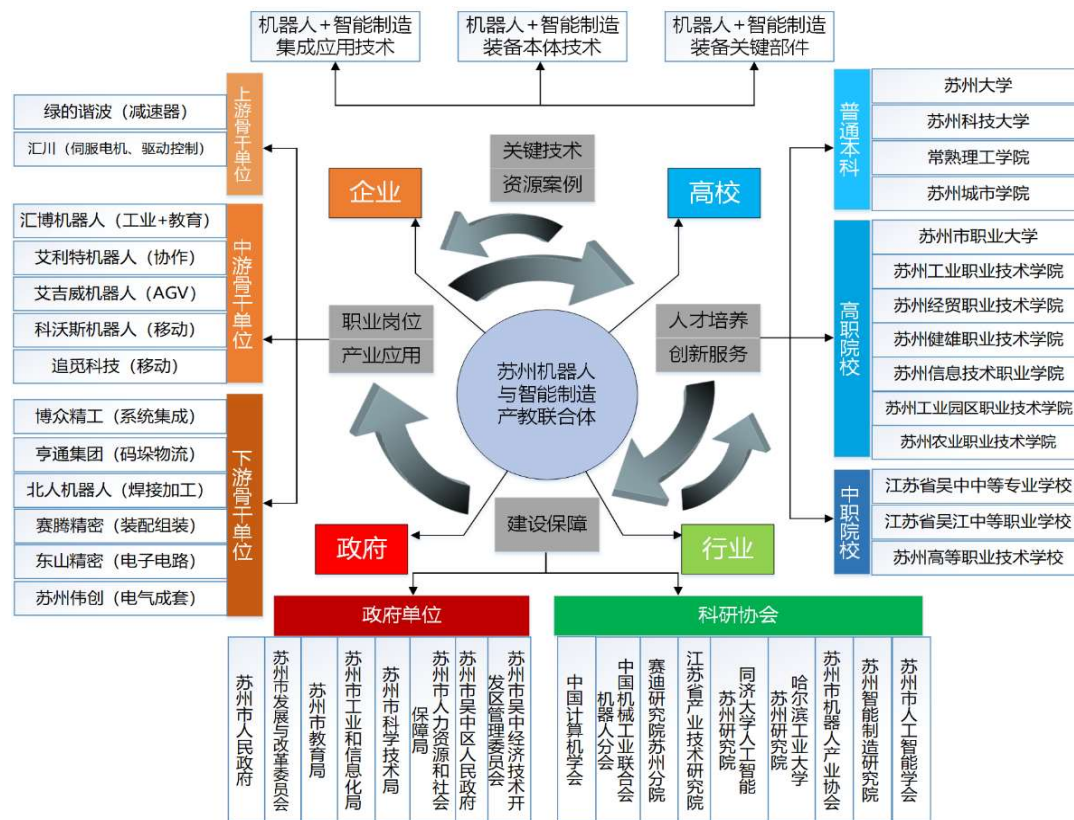 机器人+智能制造
集成应用技术
机器人+智能制造
装备本体技术
机器人+智能制造
装备关键部件
上游骨干单位
绿的谐波（减速器）
汇川（伺服电机、驱动控制）
中游骨干单位
汇博机器人（工业+教育）
艾利特机器人（协作）
艾吉威机器人（AGV）
科沃斯机器人（移动）
追觅科技（移动）
下游骨干单位
博众精工（系统集成）
亨通集团（码垛物流）
北人机器人（焊接加工）
赛腾精密（装配组装）
东山精密（电子电路）
苏州伟创（电气成套）
企业
关键技术
资源案例
高校
职业岗位
产业应用
苏州机器人
与智能制造
产教联合体
人才培养
创新服务
政府
建设保障
行业
普通本科
苏州大学
苏州科技大学
常熟理工学院
苏州城市学院
高职院校
苏州市职业大学
苏州工业职业技术学院
苏州经贸职业技术学院
苏州健雄职业技术学院
苏州信息技术职业学院
苏州工业园区职业技术学院
苏州农业职业技术学院
中职院校
江苏省吴中中等专业学校
江苏省吴江中等职业学校
苏州高等职业技术学校
政府单位
苏州市人民政府
苏州市发展与改革委员会
苏州市教育局
苏州市工业和信息化局
苏州市科学技术局
苏州市人力资源和社会
保障局
苏州市吴中区人民政府
苏州市吴中经济技术开
发区管理委员会
科研协会
中国计算机学会
中国机械工业联合会
机器人分会
赛迪研究院苏州分院
江苏省产业技术研究院
同济大学人工智能
苏州研究院
哈尔滨工业大学
苏州研究院
苏州市机器人产业协会
苏州智能制造研究院
苏州市人工智能学会